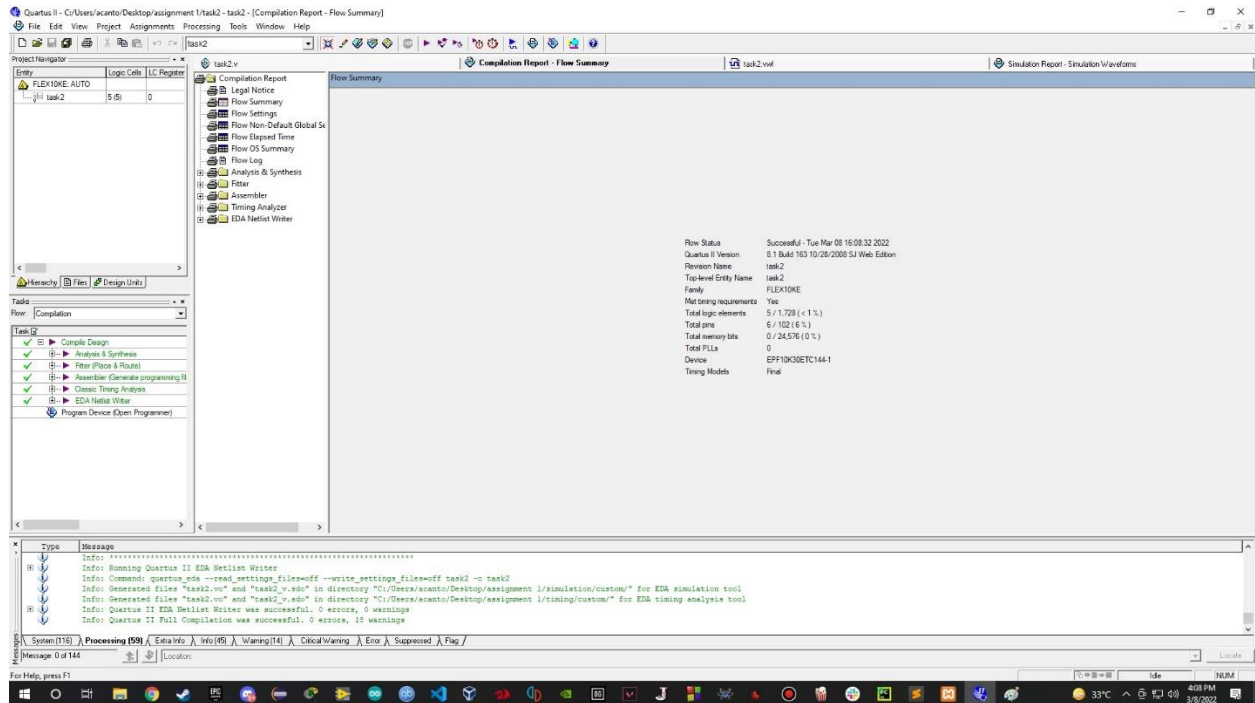 Quartus II - C:/Users/acanto/Desktop/assignment 1/task2 - task2 - [Compilation Report - Flow Summary]
File Edit View Project Assignments Processing Tools Window Help
task2
Project Navigator
Entity Logic Cells LC Register
FLEX10KE: AUTO
task2 5 (5) 0
Hierarchy Files Design Units
Tasks
Flow: Compilation
Task
Compile Design
Analysis & Synthesis
Fitter (Place & Route)
Assembler (Generate programming fil
Classic Timing Analysis
EDA Netlist Writer
Program Device (Open Programmer)
task2.v Compilation Report - Flow Summary task2.vwf Simulation Report - Simulation Waveforms
Compilation Report
Legal Notice
Flow Summary
Flow Settings
Flow Non-Default Global Se
Flow Elapsed Time
Flow OS Summary
Flow Log
Analysis & Synthesis
Fitter
Assembler
Timing Analyzer
EDA Netlist Writer
Flow Summary
Flow Status Successful - Tue Mar 08 16:08:32 2022
Quartus II Version 8.1 Build 163 10/28/2008 SJ Web Edition
Revision Name task2
Top-level Entity Name task2
Family FLEX10KE
Met timing requirements Yes
Total logic elements 5 / 1,728 ( < 1 % )
Total pins 6 / 102 ( 6 % )
Total memory bits 0 / 24,576 ( 0 % )
Total PLLs 0
Device EPF10K30ETC144-1
Timing Models Final
Type Message
Info: *******************************************************************
Info: Running Quartus II EDA Netlist Writer
Info: Command: quartus_eda --read_settings_files=off --write_settings_files=off task2 -c task2
Info: Generated files "task2.vo" and "task2_v.sdo" in directory "C:/Users/acanto/Desktop/assignment 1/simulation/custom/" for EDA simulation tool
Info: Generated files "task2.vo" and "task2_v.sdo" in directory "C:/Users/acanto/Desktop/assignment 1/timing/custom/" for EDA timing analysis tool
Info: Quartus II EDA Netlist Writer was successful. 0 errors, 0 warnings
Info: Quartus II Full Compilation was successful. 0 errors, 18 warnings
Messages
System (116) Processing (59) Extra Info Info (45) Warning (14) Critical Warning Error Suppressed Flag
Message: 0 of 144 Location: Locate
For Help, press F1 Idle NUM
33°C 4:08 PM
3/8/2022